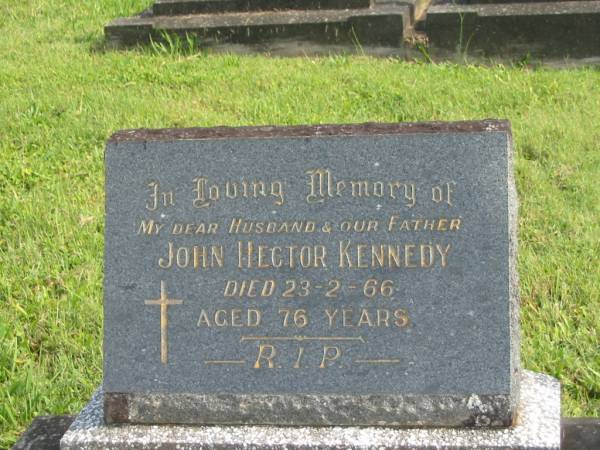 In Loving Memory of
My dear Husband & our Father
John Hector Kennedy
Died 23-2-66
Aged 76 Years
R.I.P.